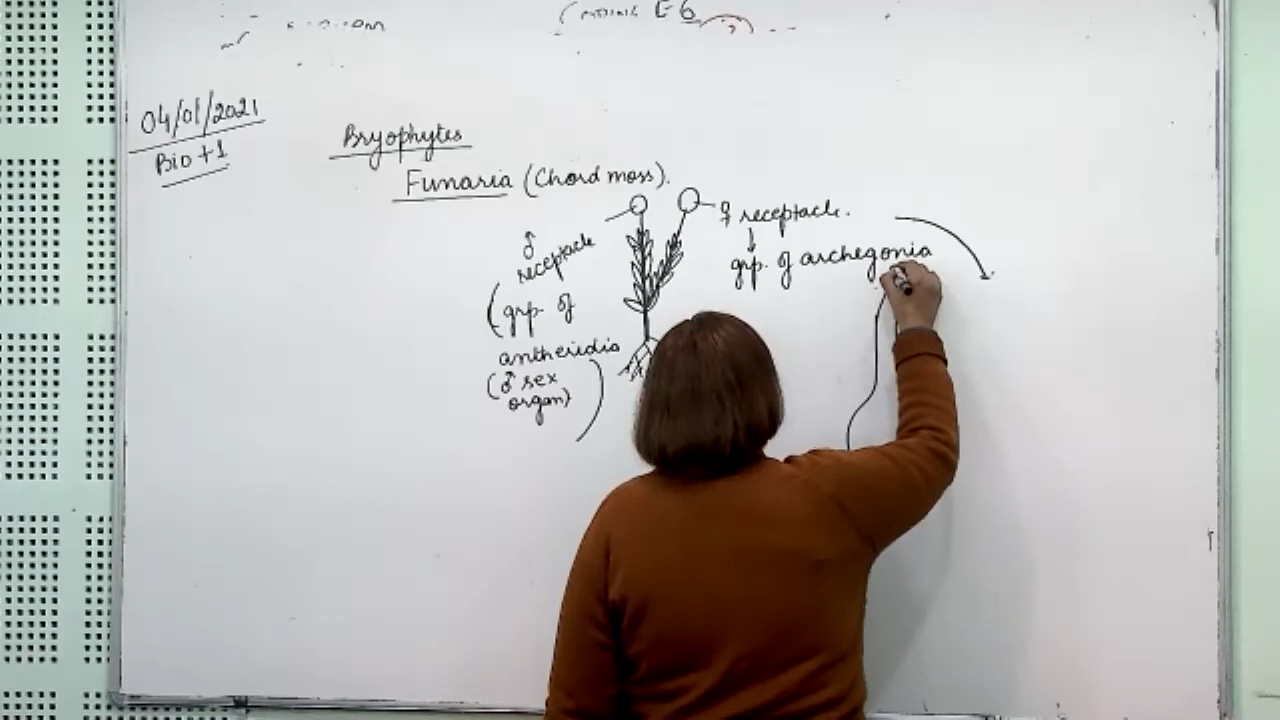 E6
04/01/2021
Bio +1
Bryophytes
Funaria (Chord moss).
♂
receptacle
(grp. of
antheridia
(♂ sex
organ))
♀ receptacle.
↓
grp. of archegonia